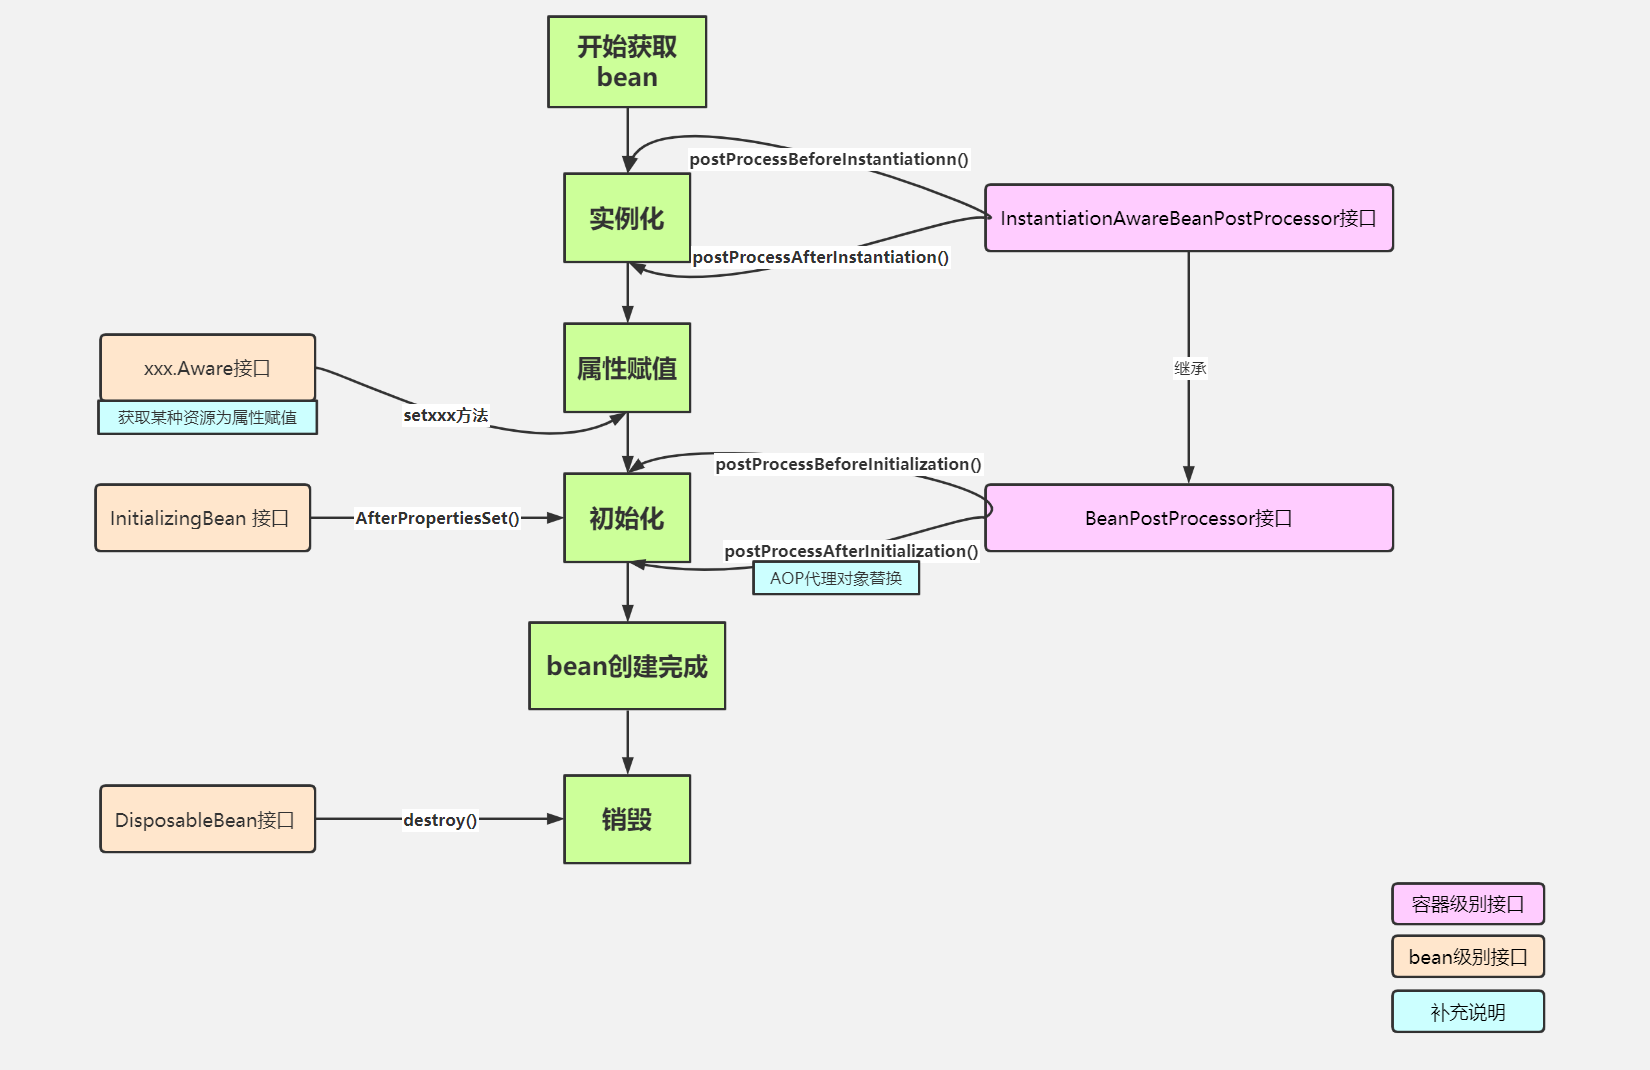 开始获取
bean
postProcessBeforeInstantiationn()
实例化
InstantiationAwareBeanPostProcessor接口
postProcessAfterInstantiation()
xxx.Aware接口
属性赋值
继承
获取某种资源为属性赋值
setxxx方法
postProcessBeforeInitialization()
InitializingBean 接口
AfterPropertiesSet()
初始化
BeanPostProcessor接口
postProcessAfterInitialization()
AOP代理对象替换
bean创建完成
DisposableBean接口
destroy()
销毁
容器级别接口
bean级别接口
补充说明